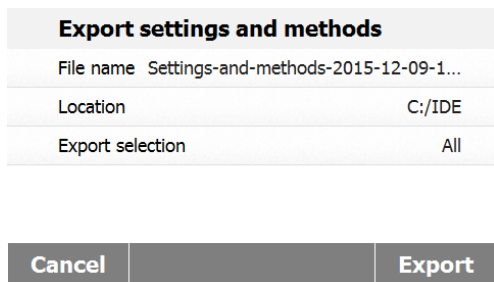 Export settings and methods
File name Settings-and-methods-2015-12-09-1...
Location C:/IDE
Export selection All
Cancel Export